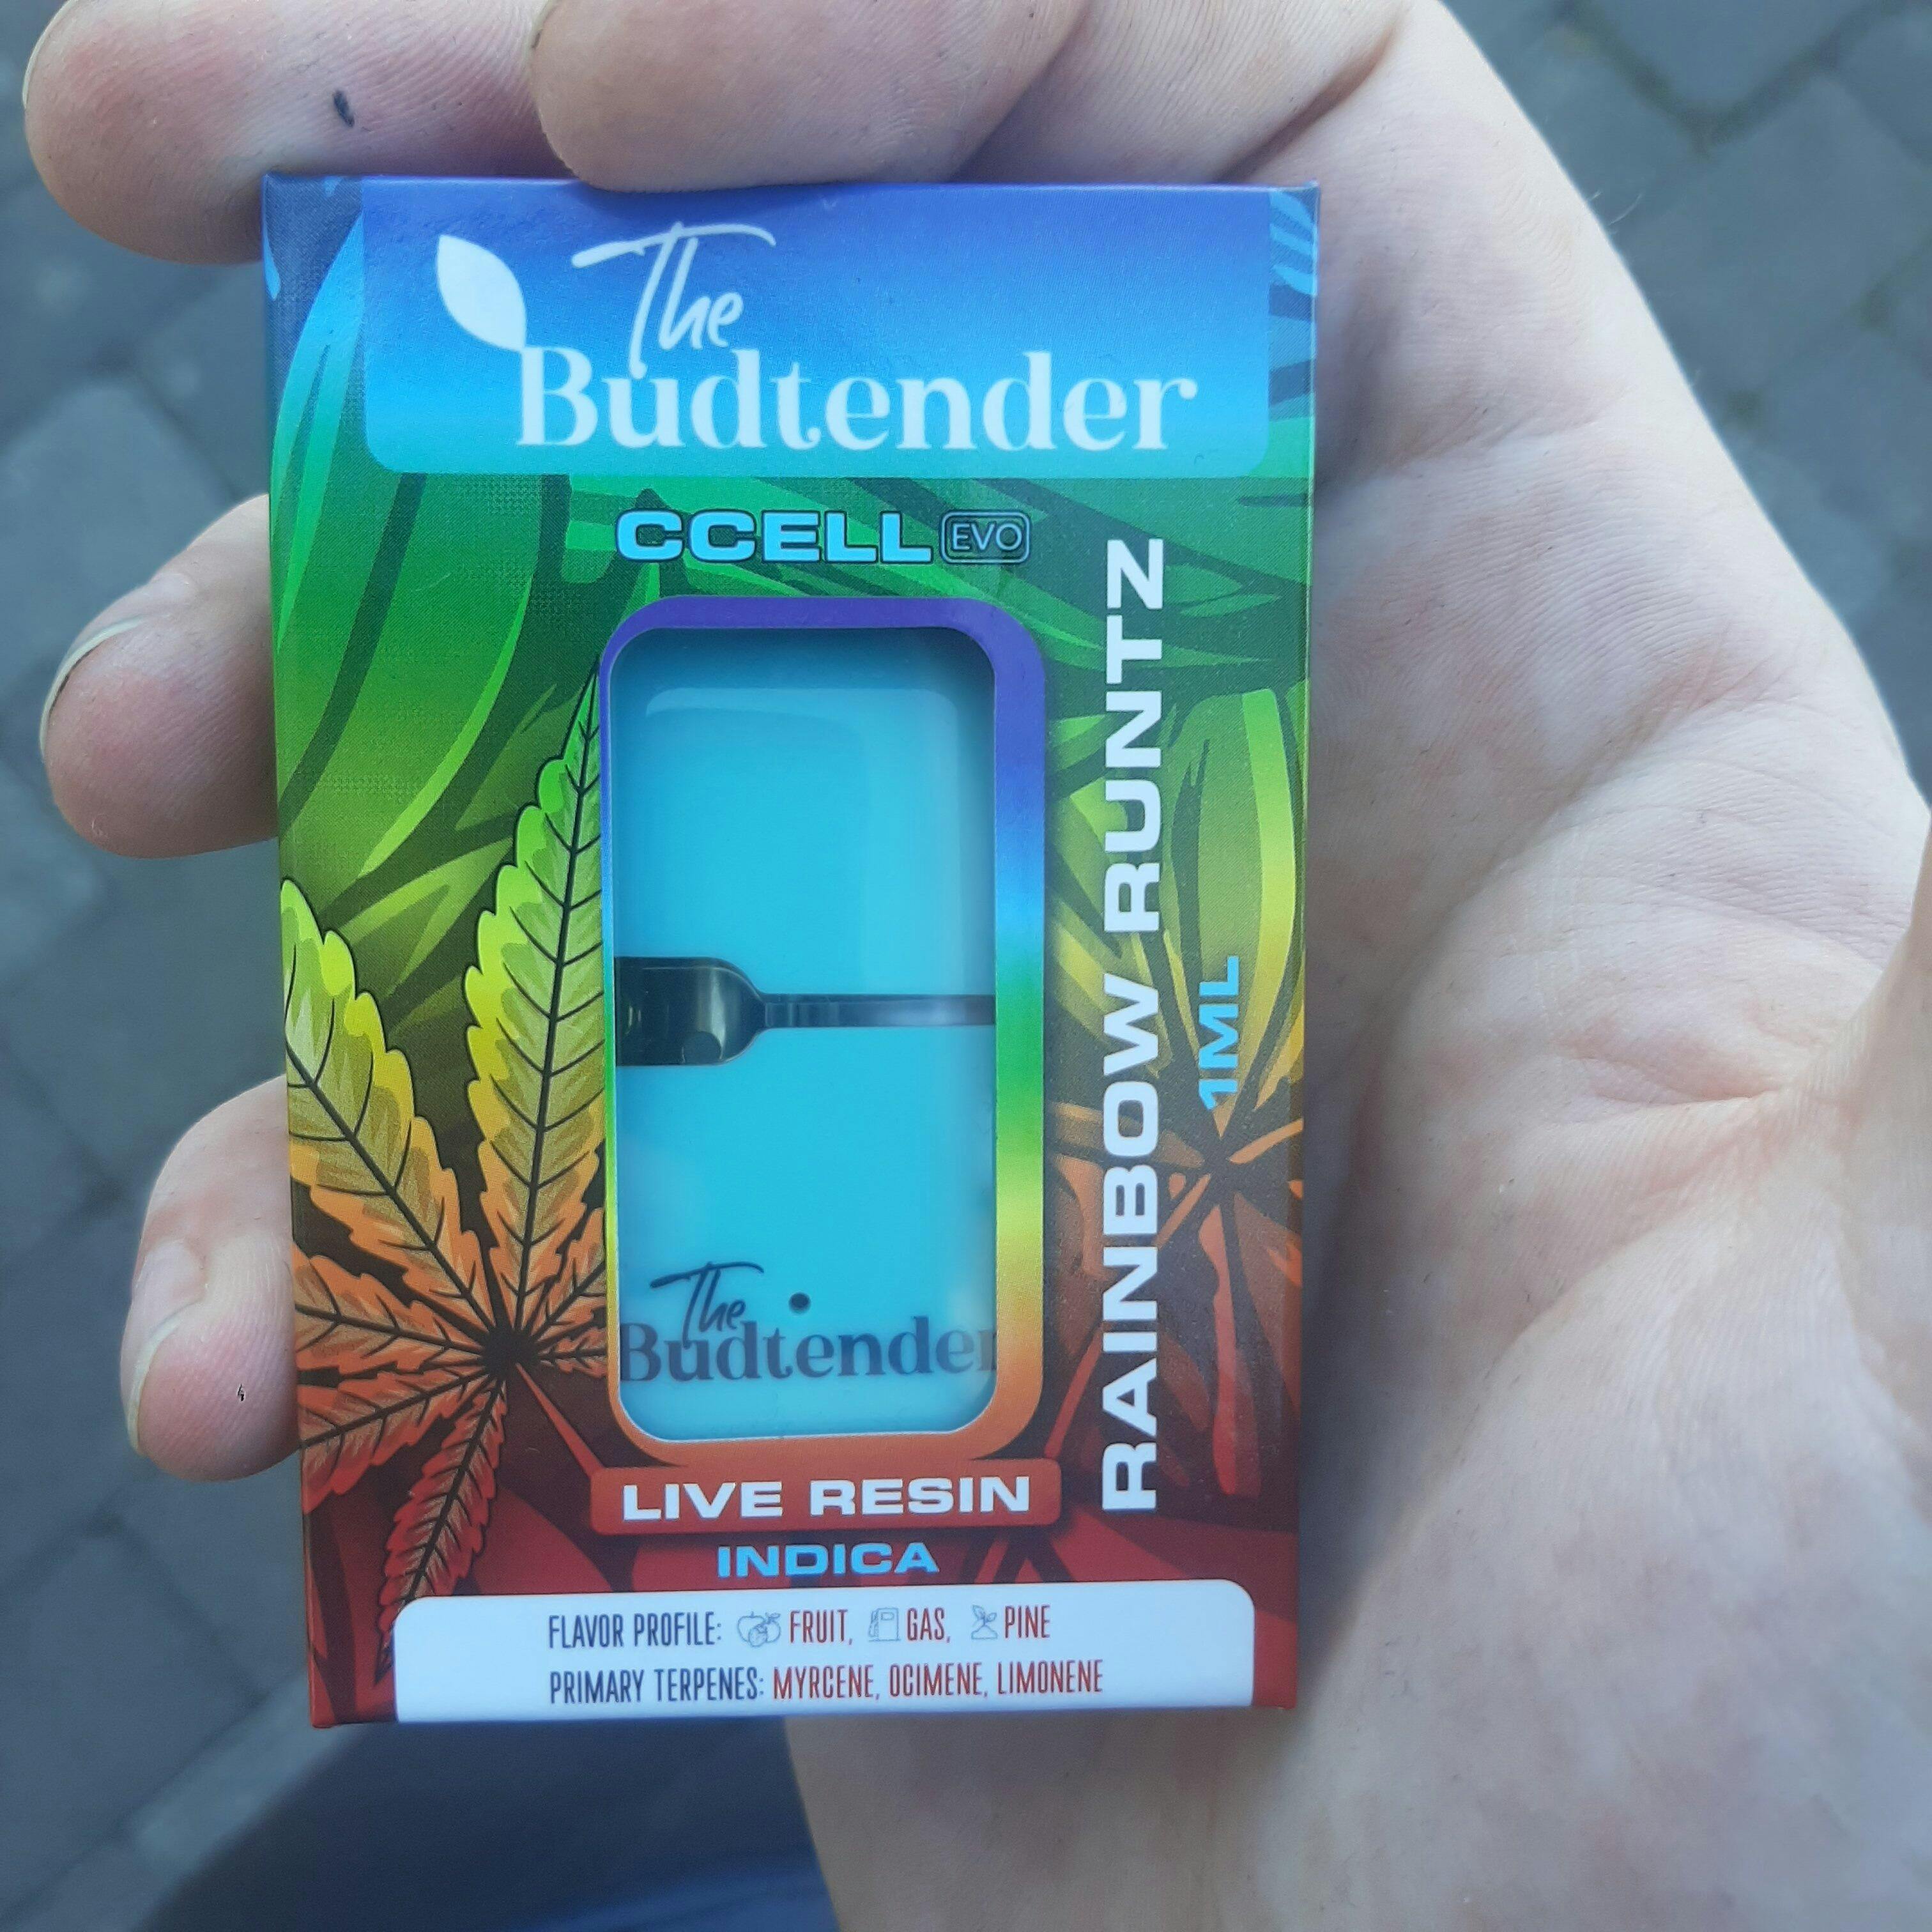 The
Budtender
CCELL EVO
RAINBOW RUNTZ
1ML
The
Budtender
LIVE RESIN
INDICA
FLAVOR PROFILE: FRUIT, GAS, PINE
PRIMARY TERPENES: MYRCENE, OCIMENE, LIMONENE